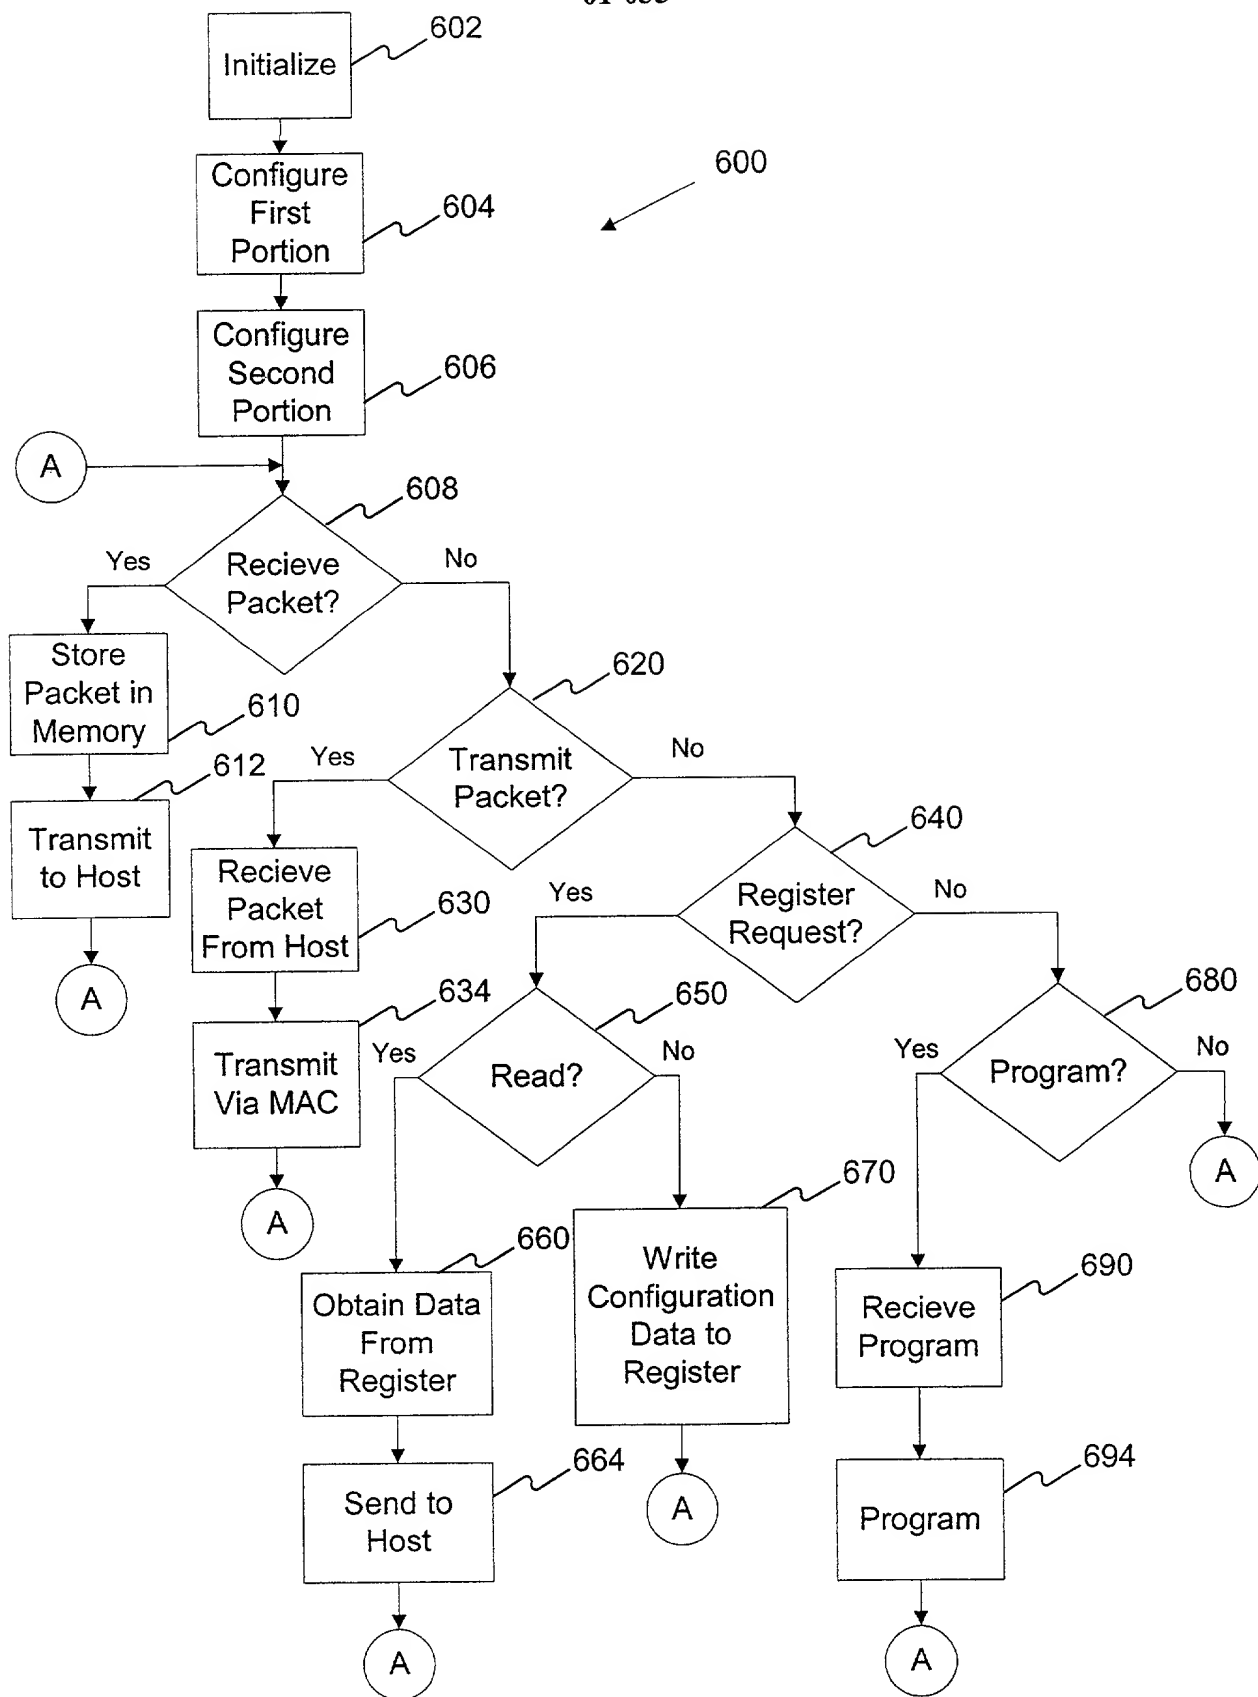 602
Initialize
600
Configure
First
Portion
604
Configure
Second
Portion
606
A
608
Yes
Recieve
Packet?
No
Store
Packet in
Memory
610
620
Yes
Transmit
Packet?
No
612
Transmit
to Host
A
640
Yes
Register
Request?
No
Recieve
Packet
From Host
630
634
Transmit
Via MAC
A
650
Yes
Read?
No
680
Yes
Program?
No
A
660
Obtain Data
From
Register
670
Write
Configuration
Data to
Register
A
690
Recieve
Program
664
Send to
Host
A
694
Program
A